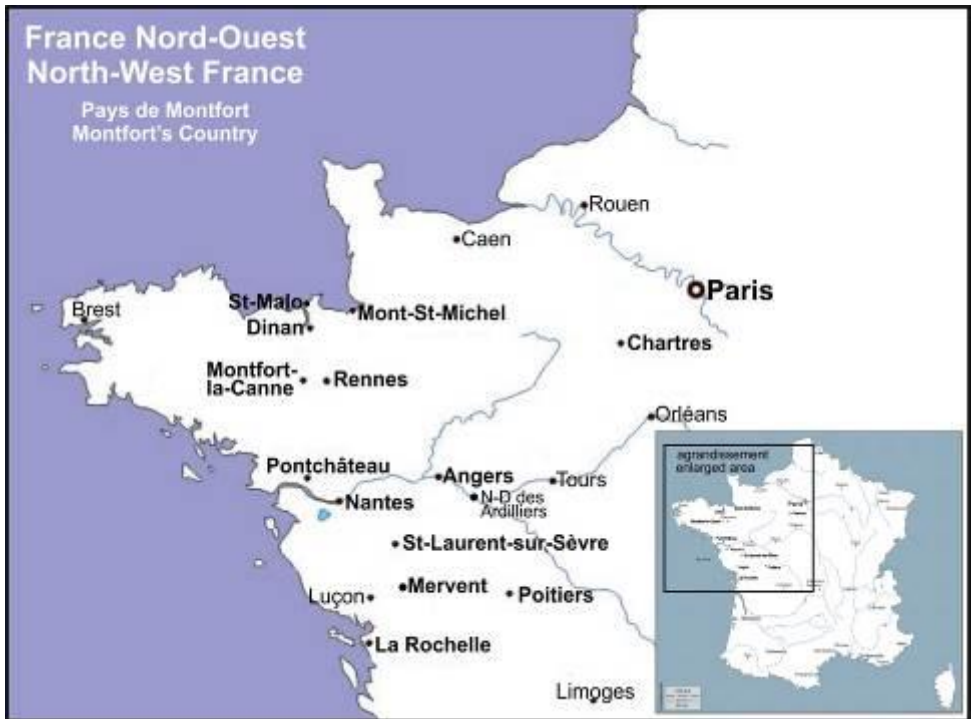 France Nord-Ouest
North-West France
Pays de Montfort
Montfort's Country
Rouen
Caen
Paris
Brest
St-Malo
Mont-St-Michel
Dinan
Chartres
Montfort-
la-Canne
Rennes
Orléans
Pontchâteau
Angers
Tours
Nantes
N-D des
Ardilliers
St-Laurent-sur-Sèvre
Mervent
Luçon
Poitiers
La Rochelle
Limoges
agrandissement
enlarged area